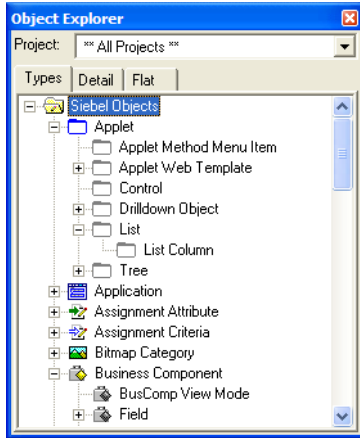 Object Explorer
Project: ** All Projects **
Types Detail Flat
Siebel Objects
Applet
Applet Method Menu Item
Applet Web Template
Control
Drilldown Object
List
List Column
Tree
Application
Assignment Attribute
Assignment Criteria
Bitmap Category
Business Component
BusComp View Mode
Field